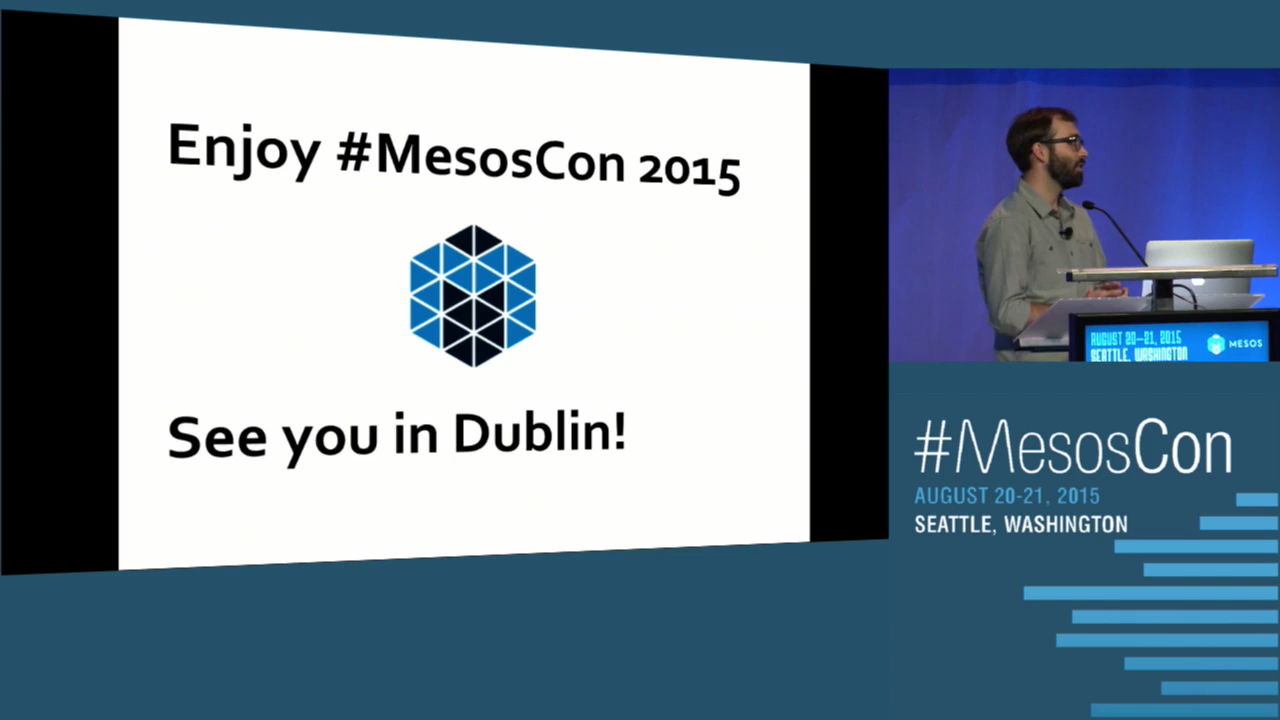 Enjoy #MesosCon 2015
See you in Dublin!
AUGUST 20–21, 2015
SEATTLE, WASHINGTON
MESOS
#MesosCon
AUGUST 20-21, 2015
SEATTLE, WASHINGTON